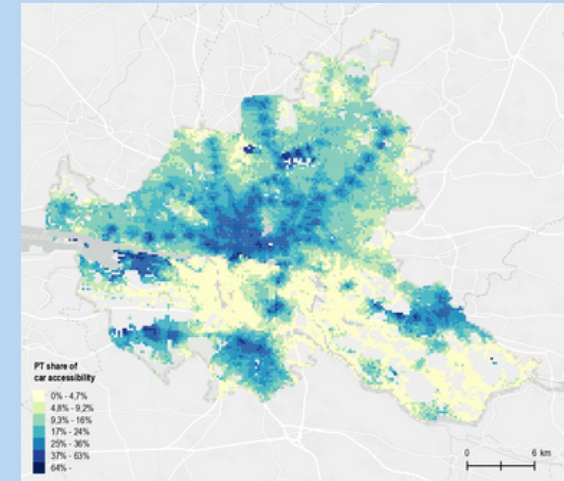 PT share of
car accessibility
0% - 4,7%
4,8% - 9,2%
9,3% - 16%
17% - 24%
25% - 36%
37% - 63%
64% -
0 6 km